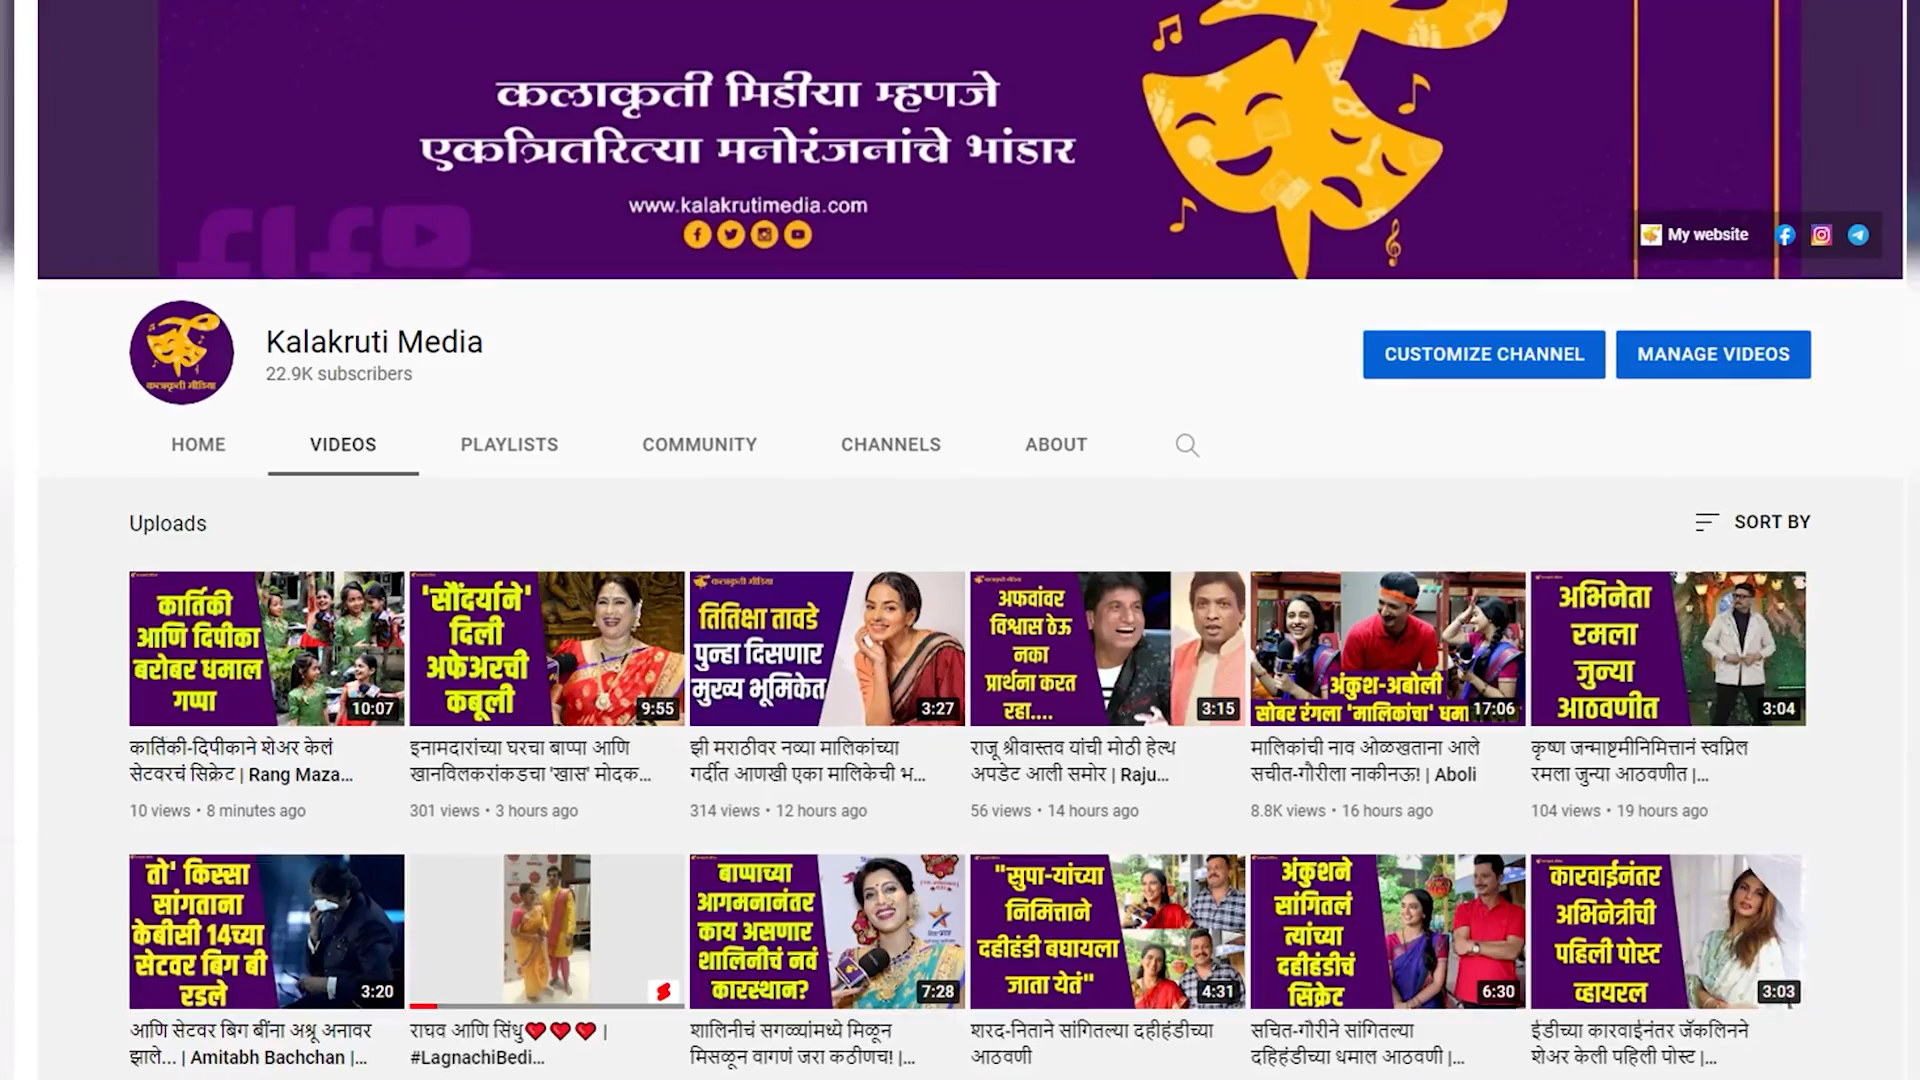 कलाकृती मिडीया म्हणजे
एकत्रितरित्या मनोरंजनांचे भांडार
www.kalakrutimedia.com
My website
कलाकृती मीडिया
Kalakruti Media
22.9K subscribers
CUSTOMIZE CHANNEL
MANAGE VIDEOS
HOME
VIDEOS
PLAYLISTS
COMMUNITY
CHANNELS
ABOUT
Uploads
SORT BY
कार्तिकी
आणि दिपीका
बरोबर धमाल
गप्पा
10:07
कार्तिकी-दिपीकाने शेअर केलं
सेटवरचं सिक्रेट | Rang Maza...
10 views • 8 minutes ago
'सौंदर्याने'
दिली
अफेअरची
कबूली
9:55
इनामदारांच्या घरचा बाप्पा आणि
खानविलकरांकडचा 'खास' मोदक...
301 views • 3 hours ago
कलाकृती मीडिया
तितिक्षा तावडे
पुन्हा दिसणार
मुख्य भूमिकेत
3:27
झी मराठीवर नव्या मालिकांच्या
गर्दीत आणखी एका मालिकेची भ...
314 views • 12 hours ago
अफवांवर
विश्वास ठेऊ
नका
प्रार्थना करत
रहा....
3:15
राजू श्रीवास्तव यांची मोठी हेल्थ
अपडेट आली समोर | Raju...
56 views • 14 hours ago
अंकुश-अबोली
सोबर रंगला 'मालिकांचा' धमा
17:06
मालिकांची नाव ओळखताना आले
सचीत-गौरीला नाकीनऊ! | Aboli
8.8K views • 16 hours ago
अभिनेता
रमला
जुन्या
आठवणीत
3:04
कृष्ण जन्माष्टमीनिमित्तानं स्वप्निल
रमला जुन्या आठवणीत |...
104 views • 19 hours ago
तो' किस्सा
सांगताना
केबीसी 14च्या
सेटवर बिग बी
रडले
3:20
आणि सेटवर बिग बींना अश्रू अनावर
झाले... | Amitabh Bachchan |...
राघव आणि सिंधु❤❤❤ |
#LagnachiBedi...
बाप्पाच्या
आगमनानंतर
काय असणार
शालिनीचं नवं
कारस्थान?
7:28
शालिनीचं सगळ्यांमध्ये मिळून
मिसळून वागणं जरा कठीणच! |...
"सुपा-यांच्या
निमित्ताने
दहीहंडी बघायला
जाता येतं"
4:31
शरद-निताने सांगितल्या दहीहंडीच्या
आठवणी
अंकुशने
सांगितलं
त्यांच्या
दहीहंडीचं
सिक्रेट
6:30
सचित-गौरीने सांगितल्या
दहिहंडीच्या धमाल आठवणी |...
कारवाईनंतर
अभिनेत्रीची
पहिली पोस्ट
व्हायरल
3:03
ईडीच्या कारवाईनंतर जॅकलिनने
शेअर केली पहिली पोस्ट |...